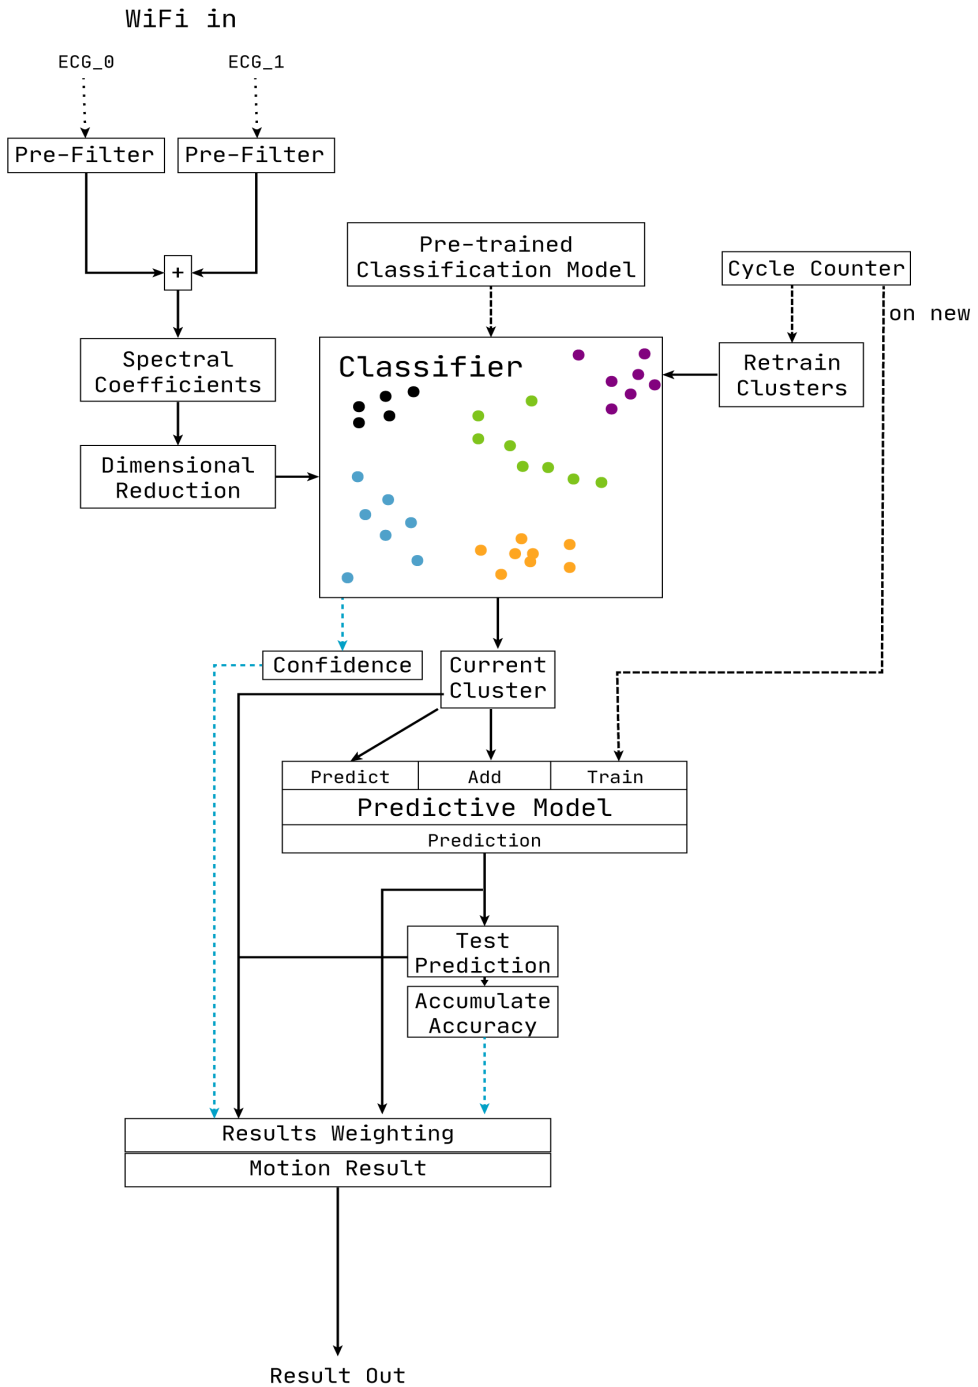 WiFi in
ECG_0
ECG_1
Pre-Filter
Pre-Filter
+
Pre-trained
Classification Model
Cycle Counter
on new
Spectral
Coefficients
Classifier
Retrain
Clusters
Dimensional
Reduction
Confidence
Current
Cluster
Predict
Add
Train
Predictive Model
Prediction
Test
Prediction
Accumulate
Accuracy
Results Weighting
Motion Result
Result Out